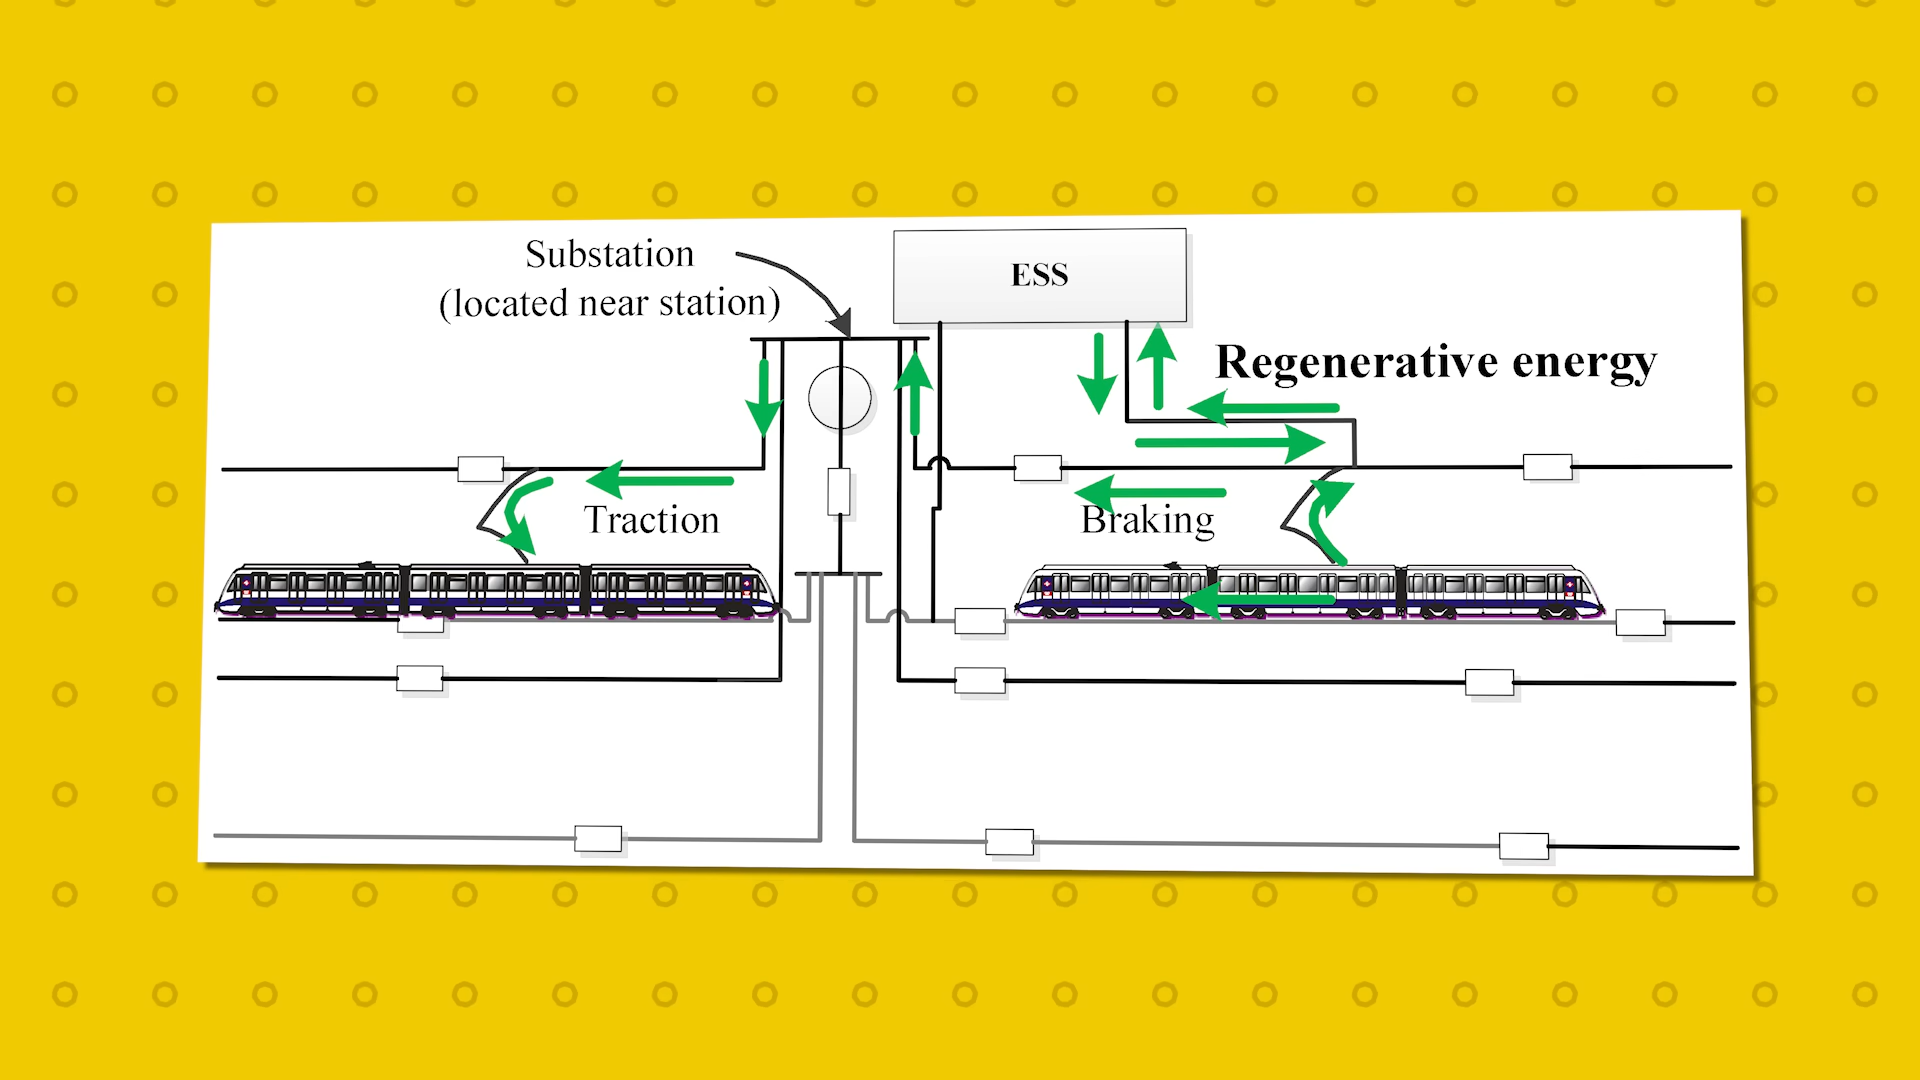 Substation
(located near station)
ESS
Regenerative energy
Traction
Braking